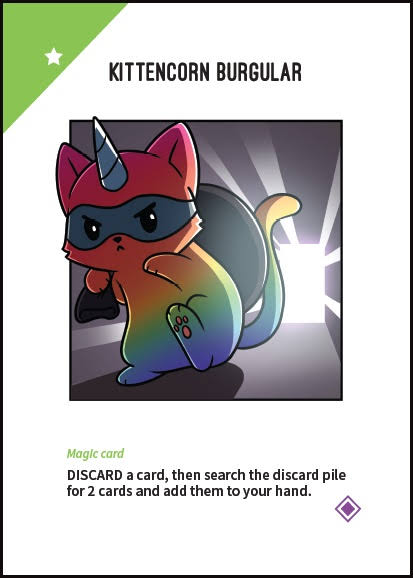 KITTENCORN BURGULAR
Magic card
DISCARD a card, then search the discard pile
for 2 cards and add them to your hand.